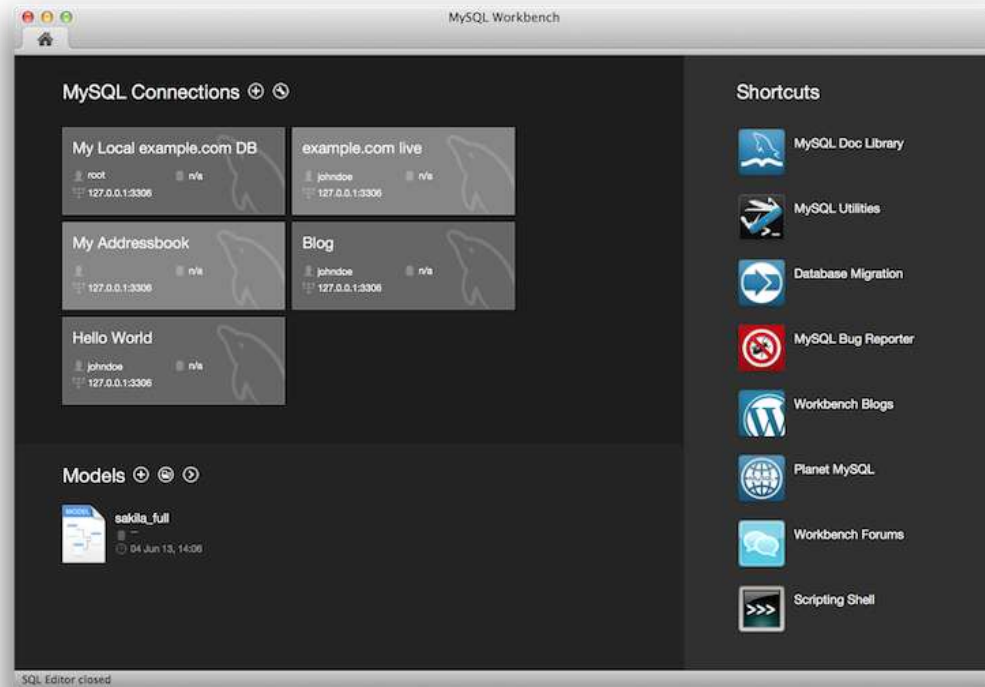 MySQL Workbench
MySQL Connections
My Local example.com DB
root n/a
127.0.0.1:3306
example.com live
johndoe n/a
127.0.0.1:3306
My Addressbook
n/a
127.0.0.1:3306
Blog
johndoe n/a
127.0.0.1:3306
Hello World
johndoe n/a
127.0.0.1:3306
Models
MODEL
sakila_full
--
04 Jun 13, 14:06
Shortcuts
MySQL Doc Library
MySQL Utilities
Database Migration
MySQL Bug Reporter
Workbench Blogs
Planet MySQL
Workbench Forums
>>>
Scripting Shell
SQL Editor closed